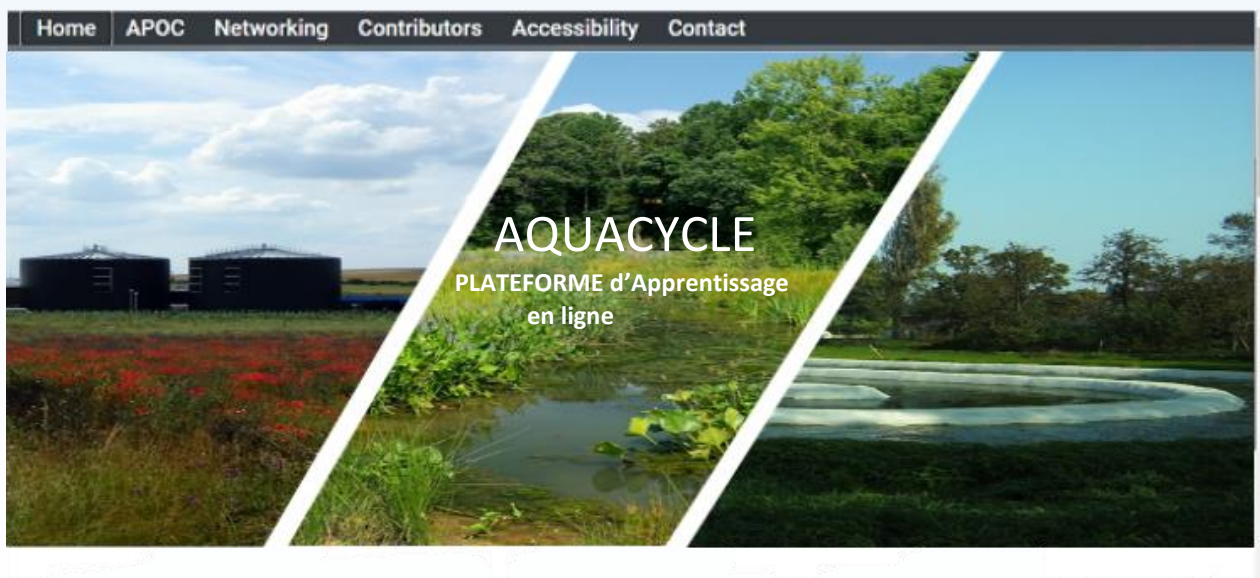 Home APOC Networking Contributors Accessibility Contact
AQUACYCLE
PLATEFORME d’Apprentissage
en ligne